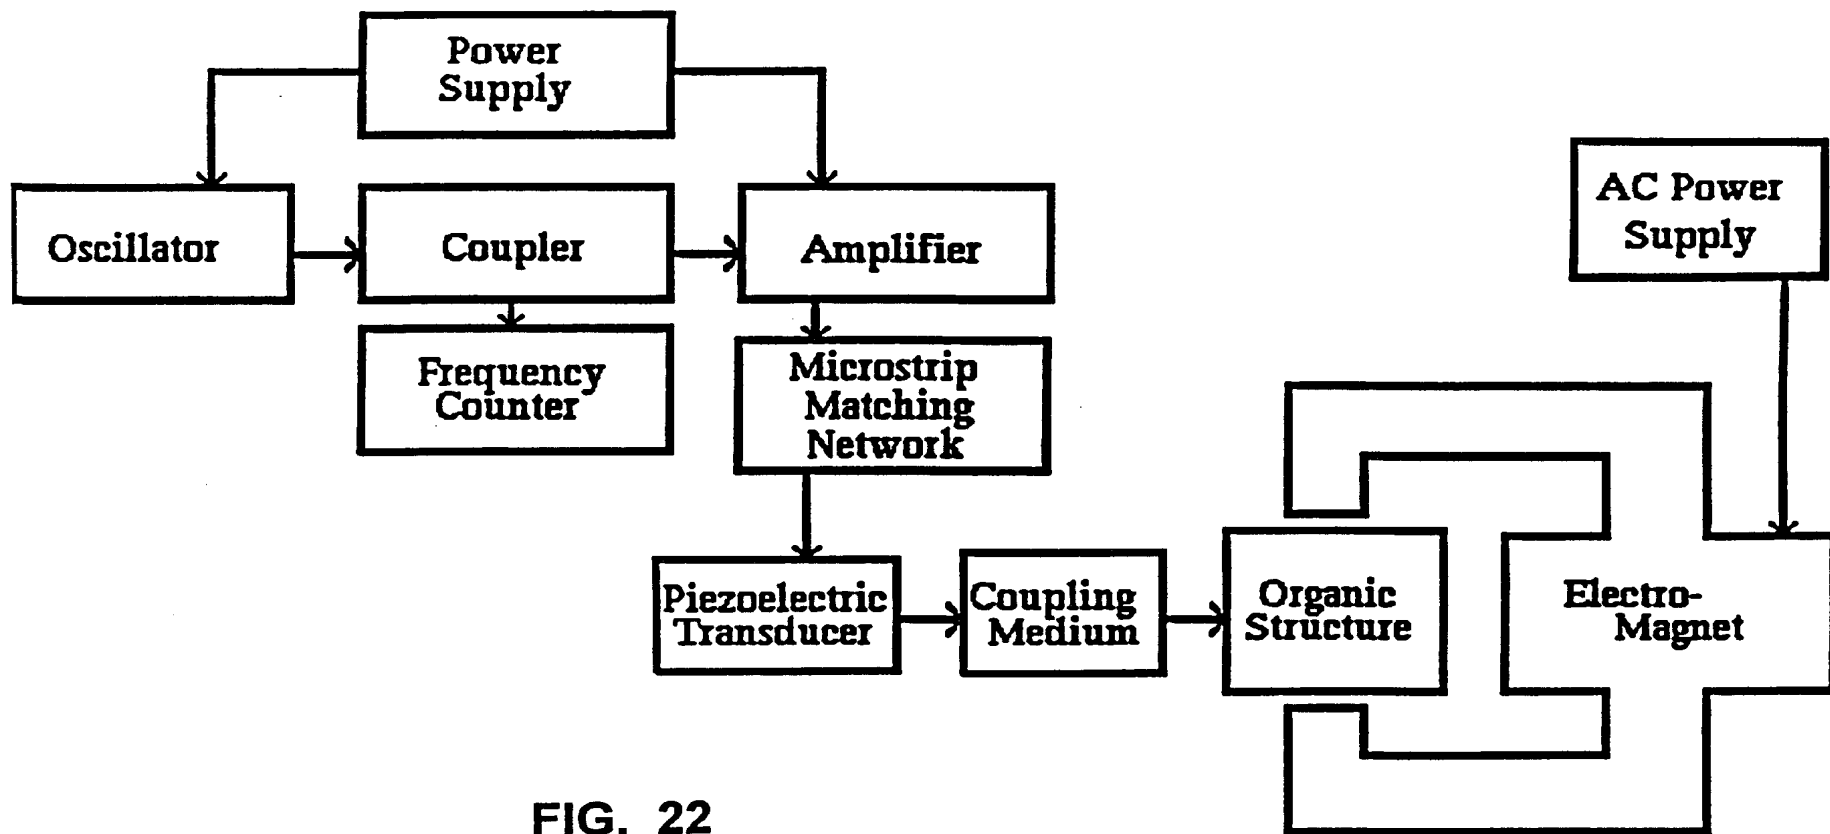 Power
Supply
Oscillator
Coupler
Amplifier
AC Power
Supply
Frequency
Counter
Microstrip
Matching
Network
Piezoelectric
Transducer
Coupling
Medium
Organic
Structure
Electro-
Magnet
FIG. 22